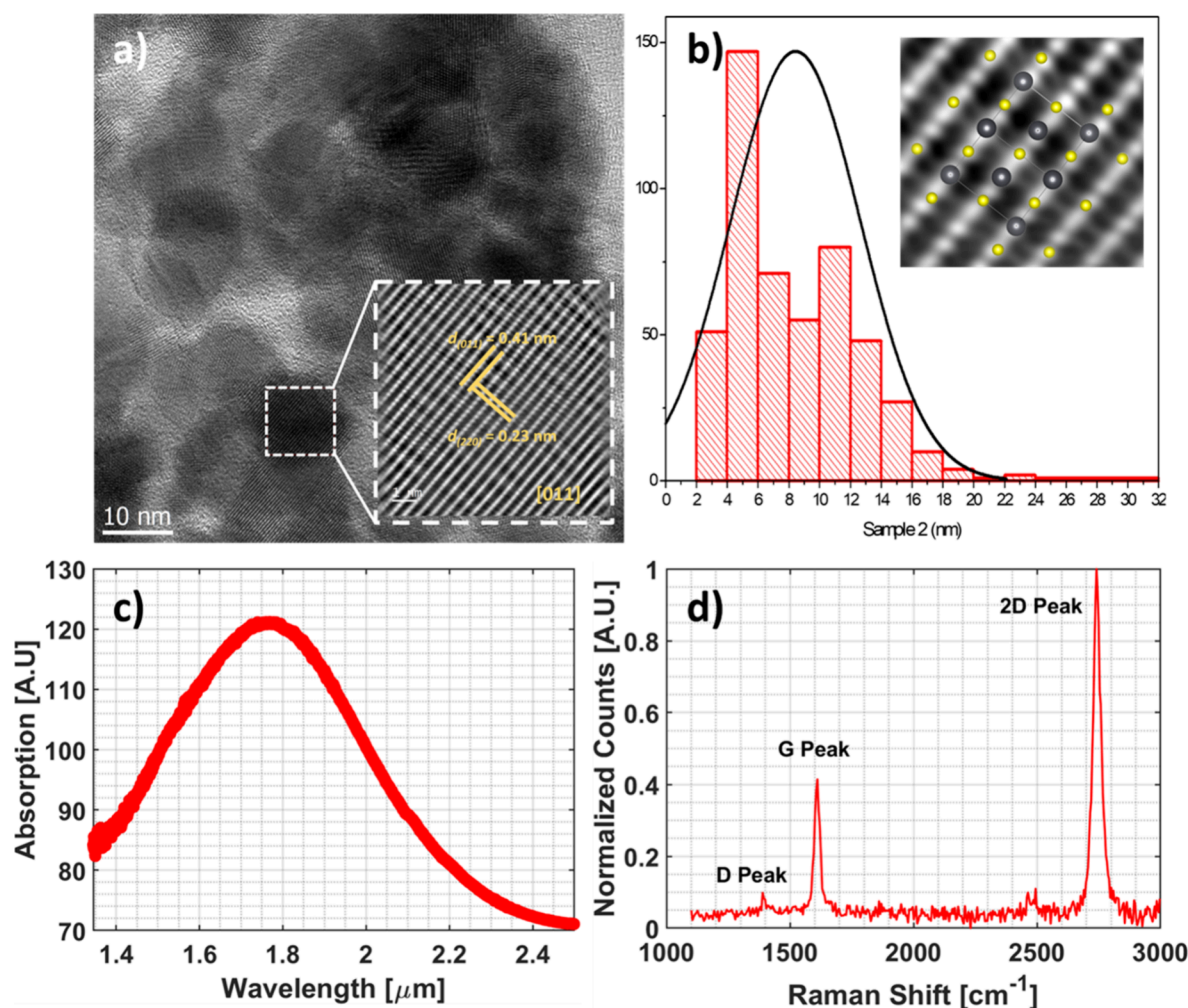 a)
d(011) = 0.41 nm
d(220) = 0.23 nm
[011]
10 nm
b)
150
100
50
0
0 2 4 6 8 10 12 14 16 18 20 22 24 26 28 30 32
Sample 2 (nm)
c)
130
120
110
100
90
80
70
Absorption [A.U]
1.4 1.6 1.8 2 2.2 2.4
Wavelength [μm]
d)
2D Peak
G Peak
D Peak
1
0.8
0.6
0.4
0.2
0
Normalized Counts [A.U.]
1000 1500 2000 2500 3000
Raman Shift [cm-1]